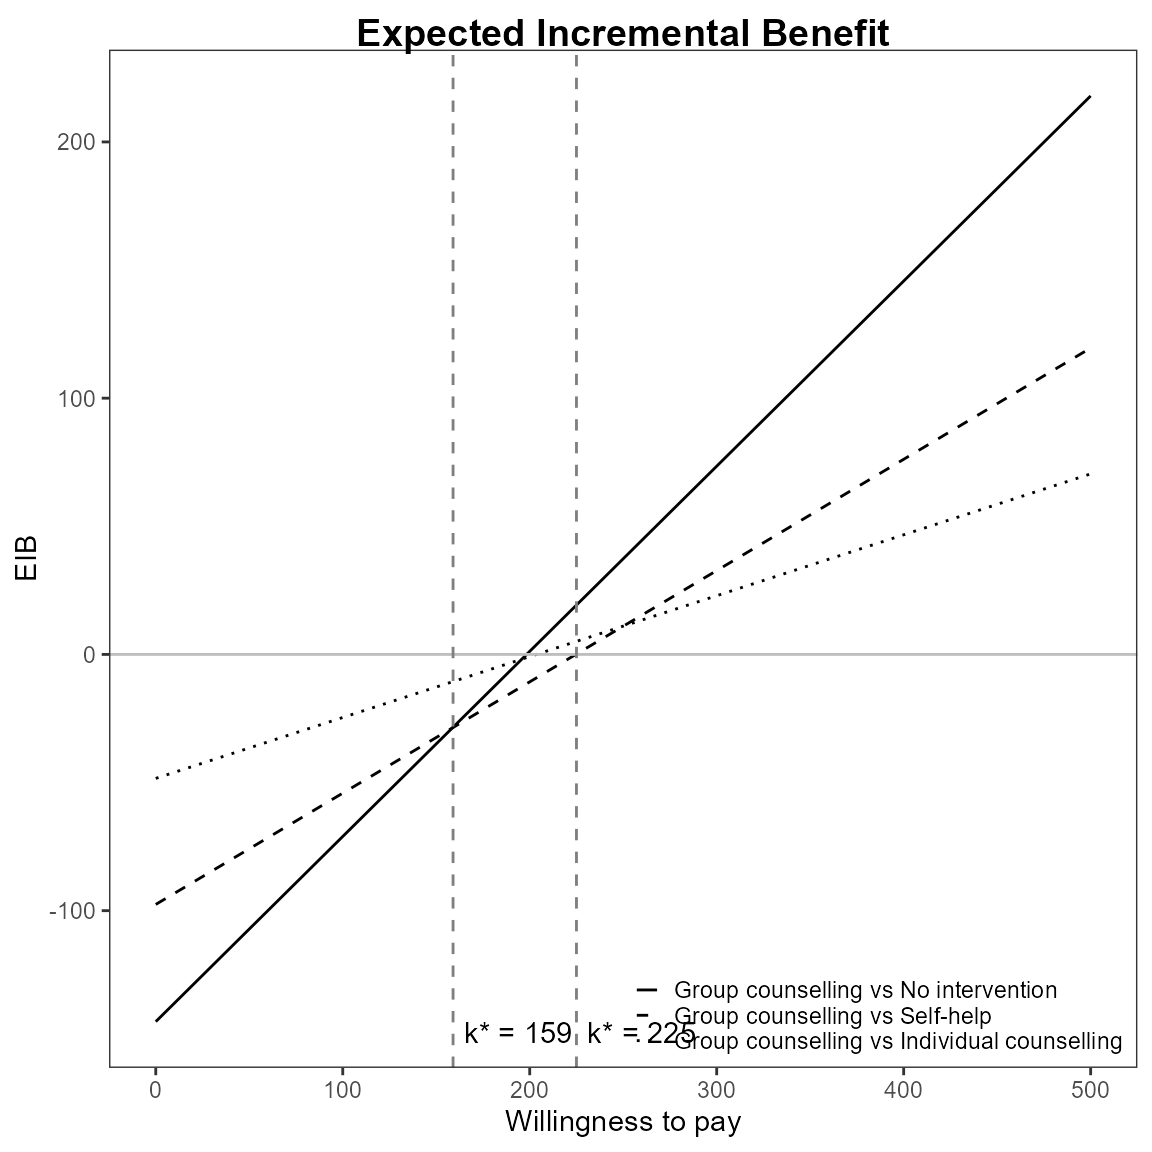 Expected Incremental Benefit
200
100
0
-100
EIB
Group counselling vs No intervention
Group counselling vs Self-help
Group counselling vs Individual counselling
k* = 159
k* = 225
0 100 200 300 400 500
Willingness to pay